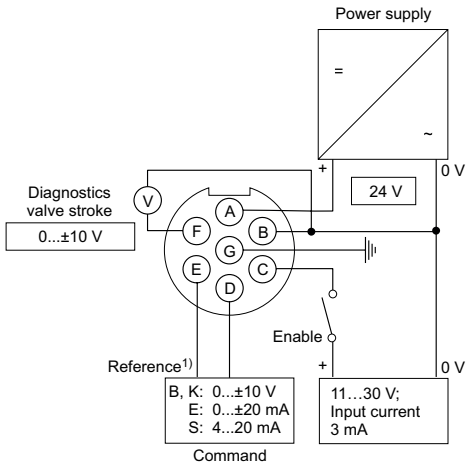 Power supply
=
~
+
0 V
24 V
Diagnostics
valve stroke
0...±10 V
V
A
F
B
G
E
C
D
Enable
Reference1)
+
0 V
B, K: 0...±10 V
E: 0...±20 mA
S: 4...20 mA
Command
11...30 V;
Input current
3 mA